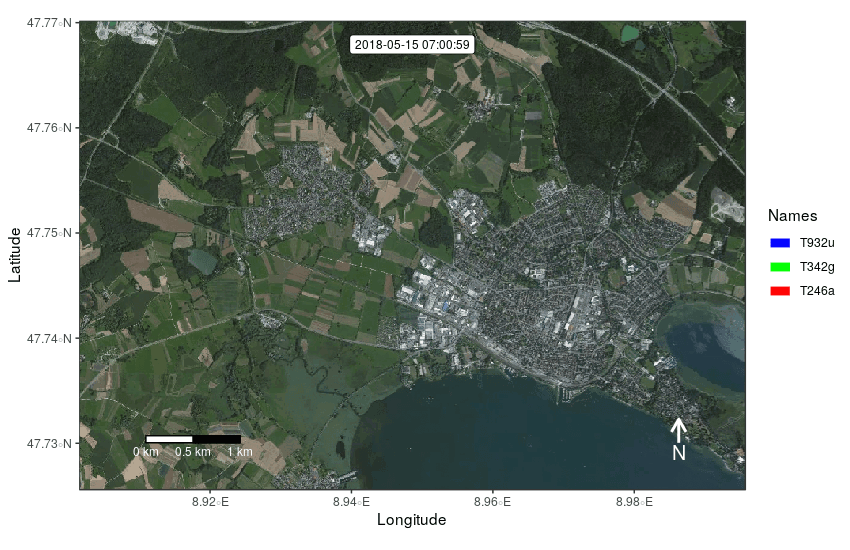 47.77°N
2018-05-15 07:00:59
47.76°N
47.75°N
47.74°N
47.73°N
Latitude
0 km 0.5 km 1 km
N
8.92°E 8.94°E 8.96°E 8.98°E
Longitude
Names
T932u
T342g
T246a